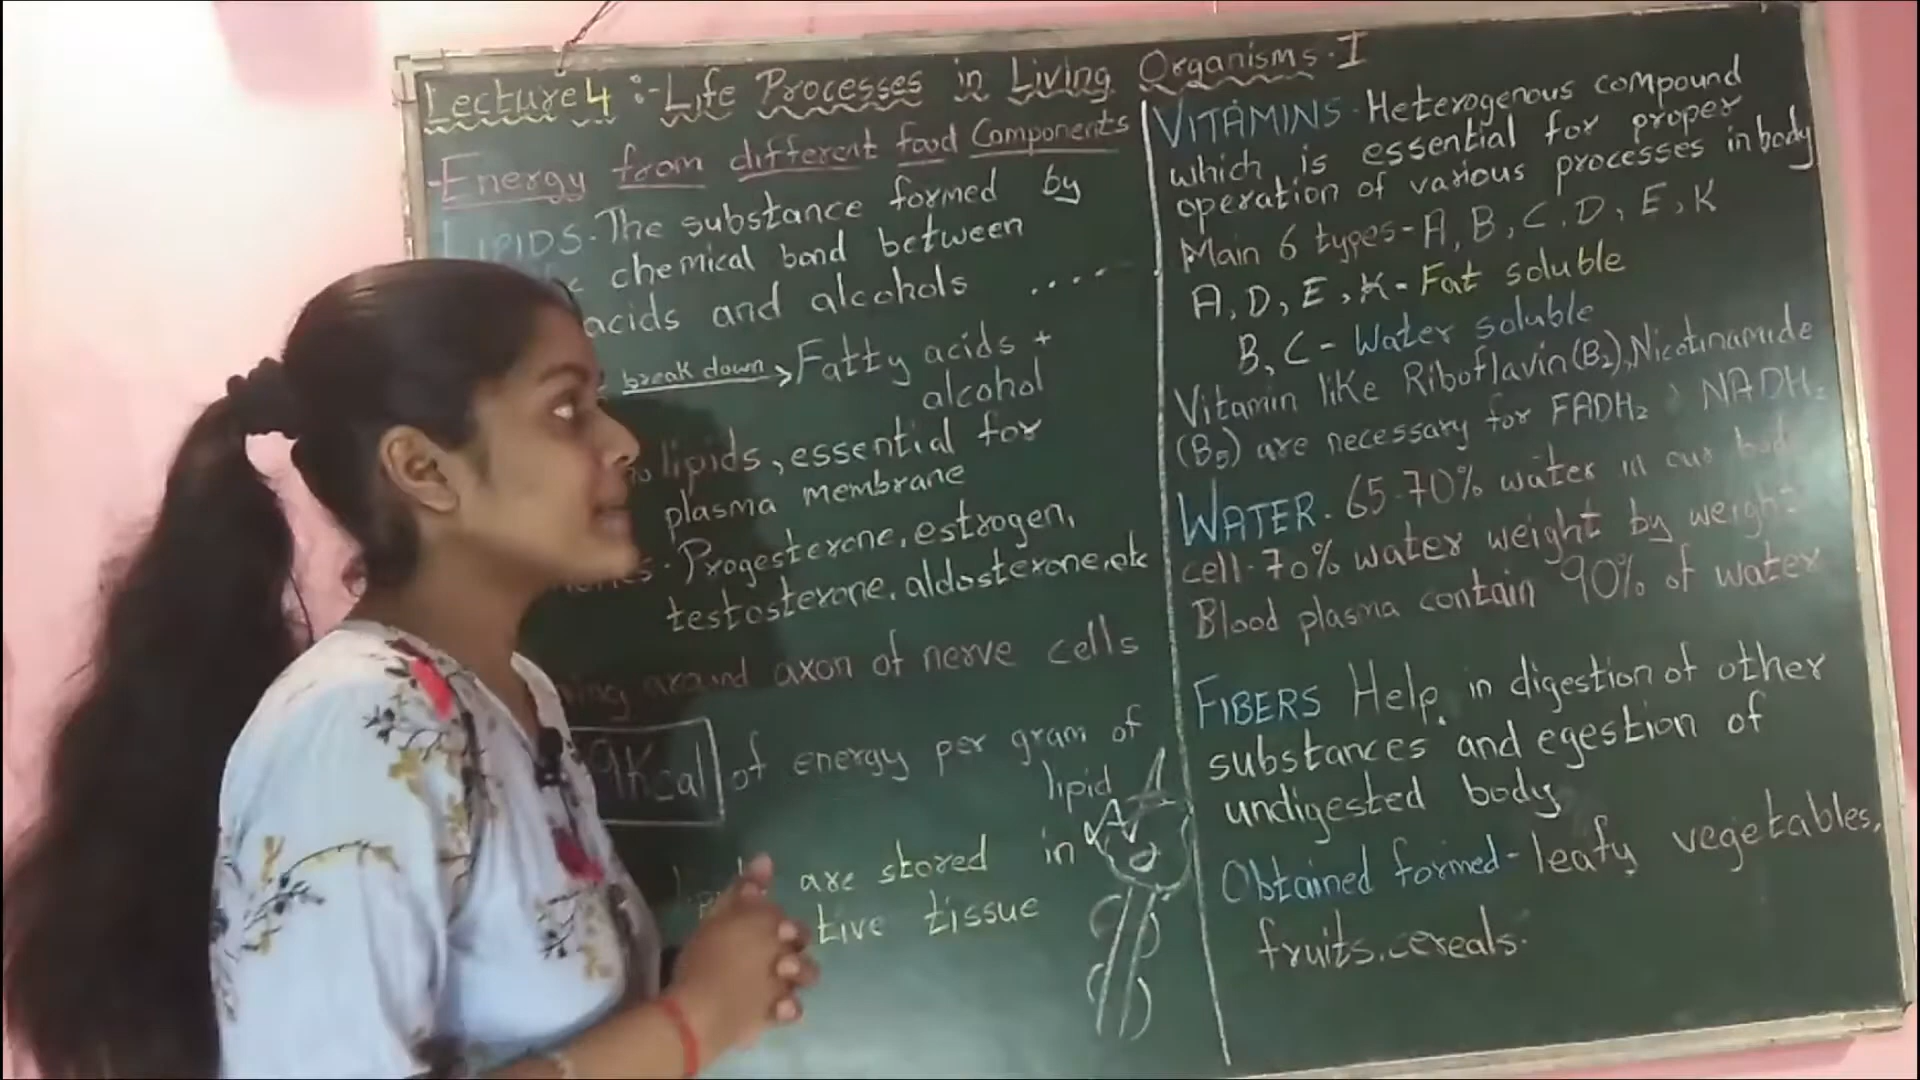 Lecture 4 :- Life Processes in Living Organisms. I
-Energy from different food Components
LIPIDS - The substance formed by
chemical bond between
acids and alcohols ....
break down → Fatty acids +
alcohol
lipids, essential for
plasma membrane
Progesterone, estrogen,
testosterone, aldosterone, etc
around axon of nerve cells
9Kcal of energy per gram of
lipid
are stored in
tissue
VITAMINS - Heterogenous compound
which is essential for proper
operation of various processes in body
Main 6 types - A, B, C, D, E, K
A, D, E, K - Fat soluble
B, C - Water soluble
Vitamin like Riboflavin (B₂), Nicotinamide
(B₅) are necessary for FADH₂ NADH₂
WATER - 65-70% water in our body
cell - 70% water weight by weight
Blood plasma contain 90% of water
FIBERS Help in digestion of other
substances and egestion of
undigested body
Obtained formed - leafy vegetables,
fruits, cereals.